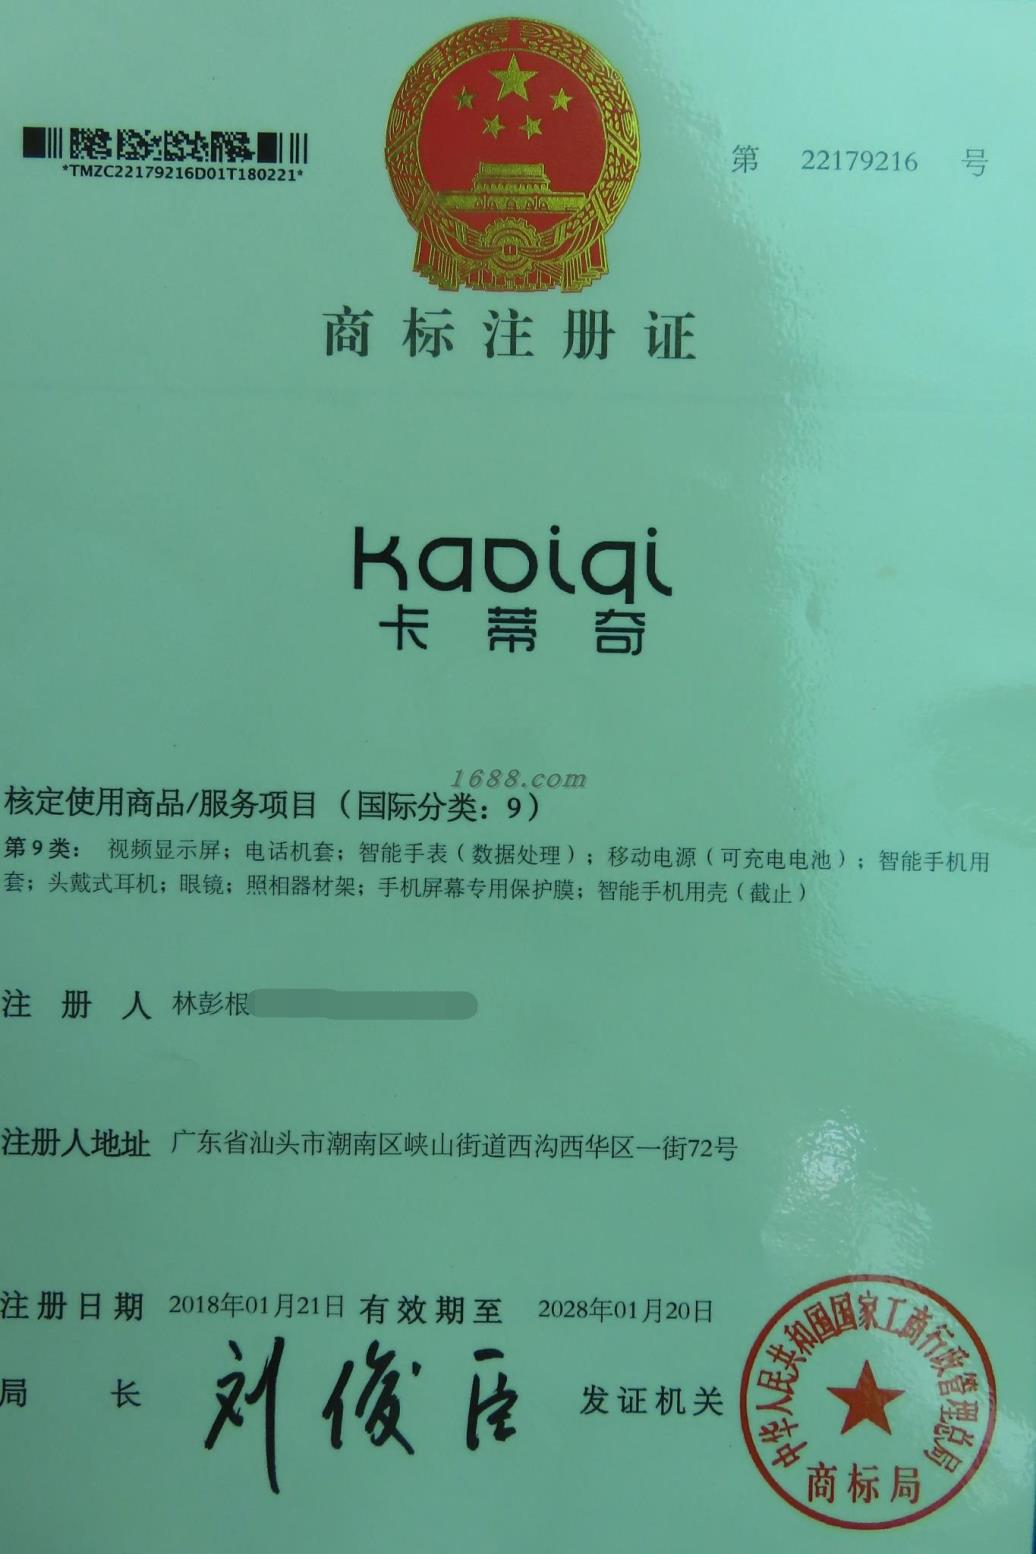 *TMZC22179216D01T180221*
第 22179216 号
商标注册证
kaDiqi
卡蒂奇
1688.com
核定使用商品/服务项目（国际分类：9）
第9类： 视频显示屏；电话机套；智能手表（数据处理）；移动电源（可充电电池）；智能手机用
套；头戴式耳机；眼镜；照相器材架；手机屏幕专用保护膜；智能手机用壳（截止）
注册人 林彭根
注册人地址 广东省汕头市潮南区峡山街道西沟西华区一街72号
注册日期 2018年01月21日 有效期至 2028年01月20日
局长 刘俊臣 发证机关
中华人民共和国国家工商行政管理总局
商标局